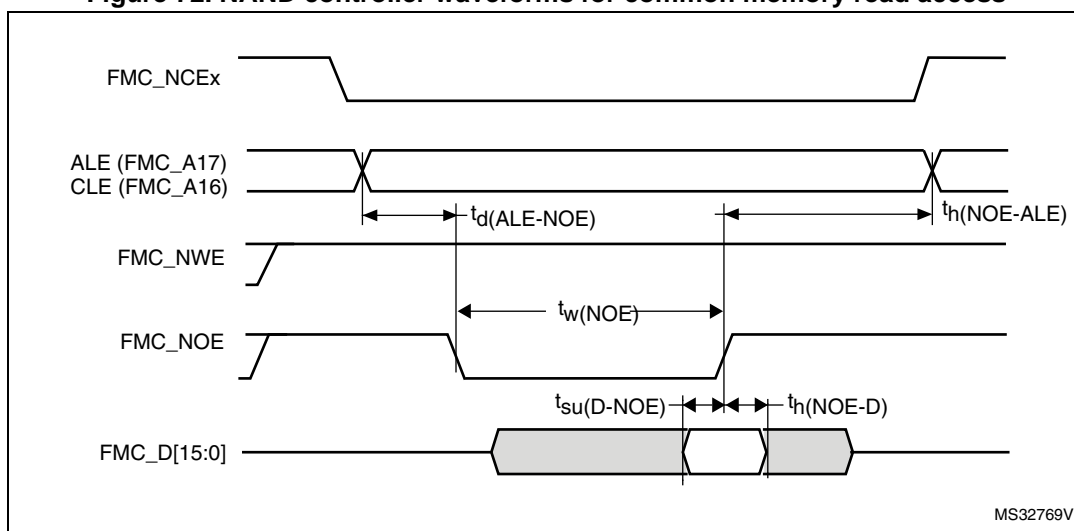 Figure 72. NAND controller waveforms for common memory read access
FMC_NCEx
ALE (FMC_A17)
CLE (FMC_A16)
td(ALE-NOE)
th(NOE-ALE)
FMC_NWE
tw(NOE)
FMC_NOE
tsu(D-NOE)
th(NOE-D)
FMC_D[15:0]
MS32769V